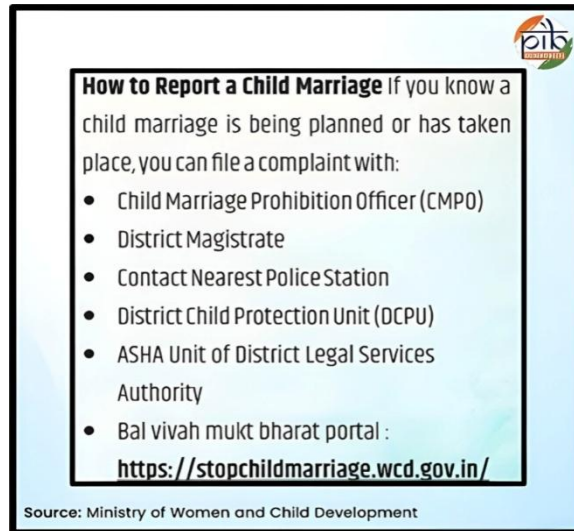 pib
How to Report a Child Marriage If you know a
child marriage is being planned or has taken
place, you can file a complaint with:
• Child Marriage Prohibition Officer (CMPO)
• District Magistrate
• Contact Nearest Police Station
• District Child Protection Unit (DCPU)
• ASHA Unit of District Legal Services
Authority
• Bal vivah mukt bharat portal :
https://stopchildmarriage.wcd.gov.in/
Source: Ministry of Women and Child Development